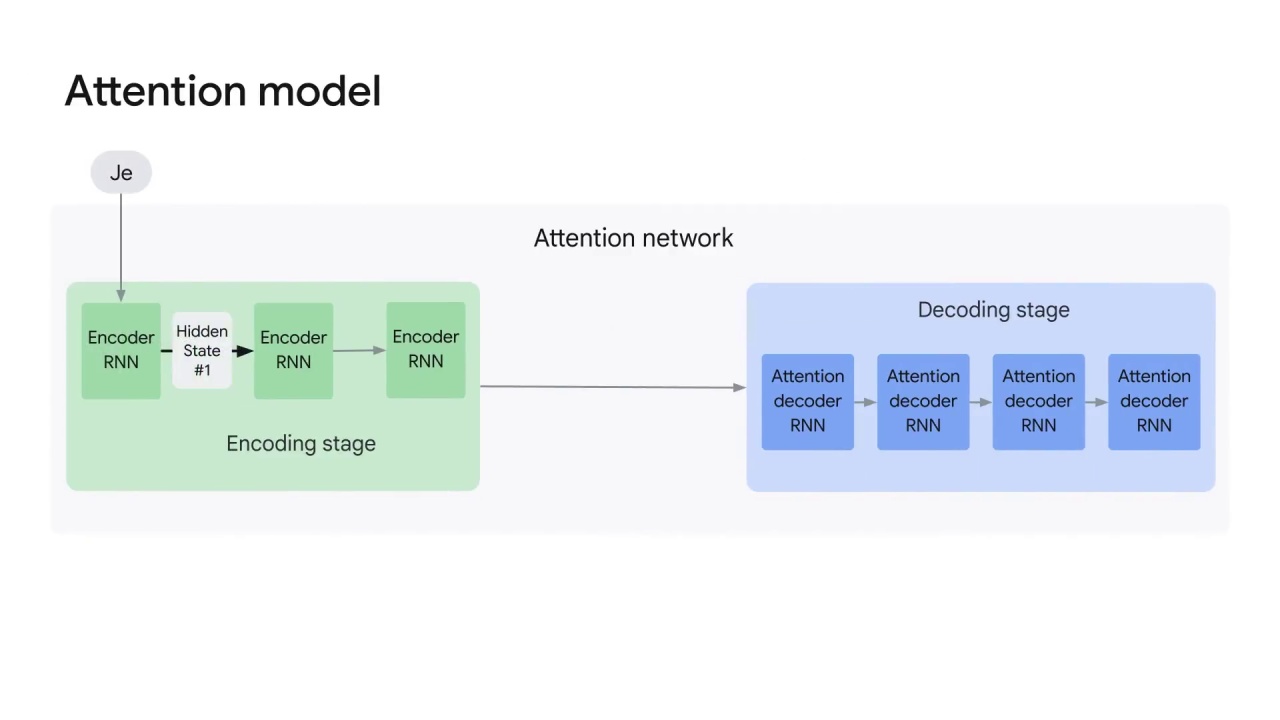 Attention model
Je
Attention network
Encoder
RNN
Hidden
State
#1
Encoder
RNN
Encoder
RNN
Encoding stage
Decoding stage
Attention
decoder
RNN
Attention
decoder
RNN
Attention
decoder
RNN
Attention
decoder
RNN